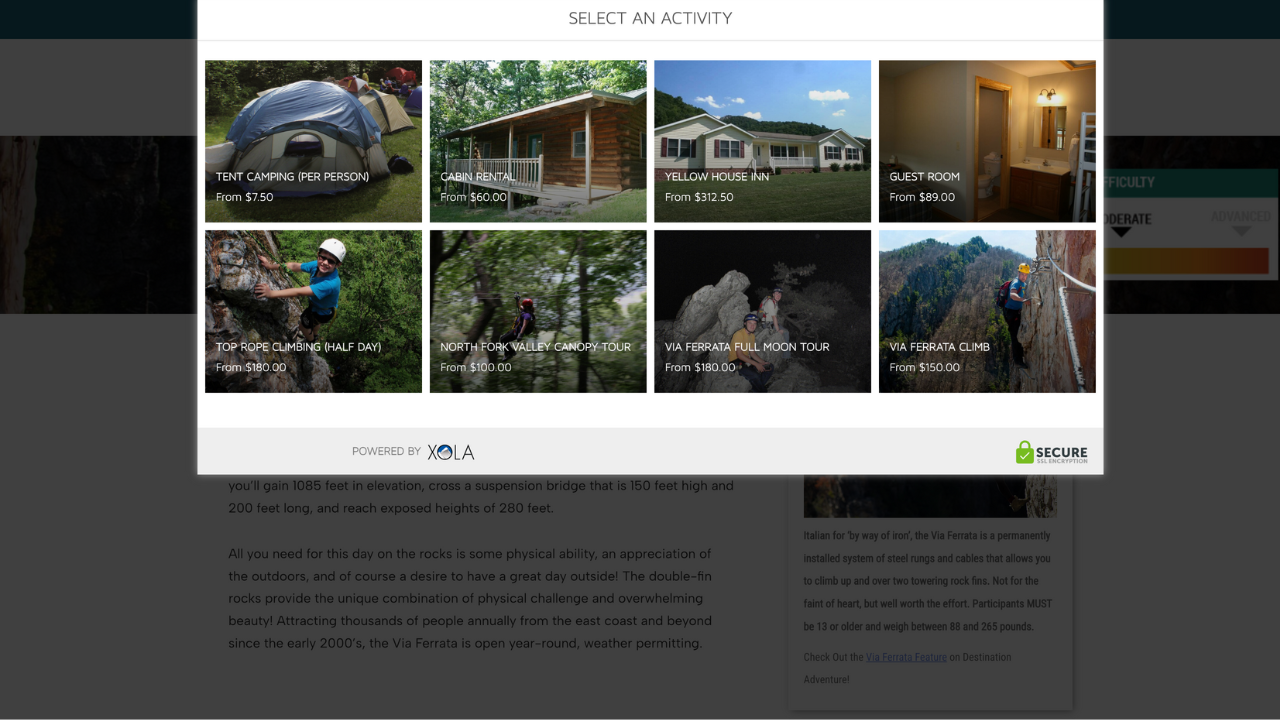 SELECT AN ACTIVITY
TENT CAMPING (PER PERSON)
From $7.50
CABIN RENTAL
From $60.00
YELLOW HOUSE INN
From $312.50
GUEST ROOM
From $89.00
TOP ROPE CLIMBING (HALF DAY)
From $180.00
NORTH FORK VALLEY CANOPY TOUR
From $100.00
VIA FERRATA FULL MOON TOUR
From $180.00
VIA FERRATA CLIMB
From $150.00
FFICULTY
DERATE
ADVANCED
POWERED BY XOLA
SECURE
SSL ENCRYPTION
you'll gain 1085 feet in elevation, cross a suspension bridge that is 150 feet high and
200 feet long, and reach exposed heights of 280 feet.
All you need for this day on the rocks is some physical ability, an appreciation of
the outdoors, and of course a desire to have a great day outside! The double-fin
rocks provide the unique combination of physical challenge and overwhelming
beauty! Attracting thousands of people annually from the east coast and beyond
since the early 2000's, the Via Ferrata is open year-round, weather permitting.
Italian for "by way of iron", the Via Ferrata is a permanently
installed system of steel rungs and cables that allows you
to climb up and over two towering rock fins. Not for the
faint of heart, but well worth the effort. Participants MUST
be 13 or older and weigh between 88 and 265 pounds.
Check Out the Via Ferrata Feature on Destination
Adventure!